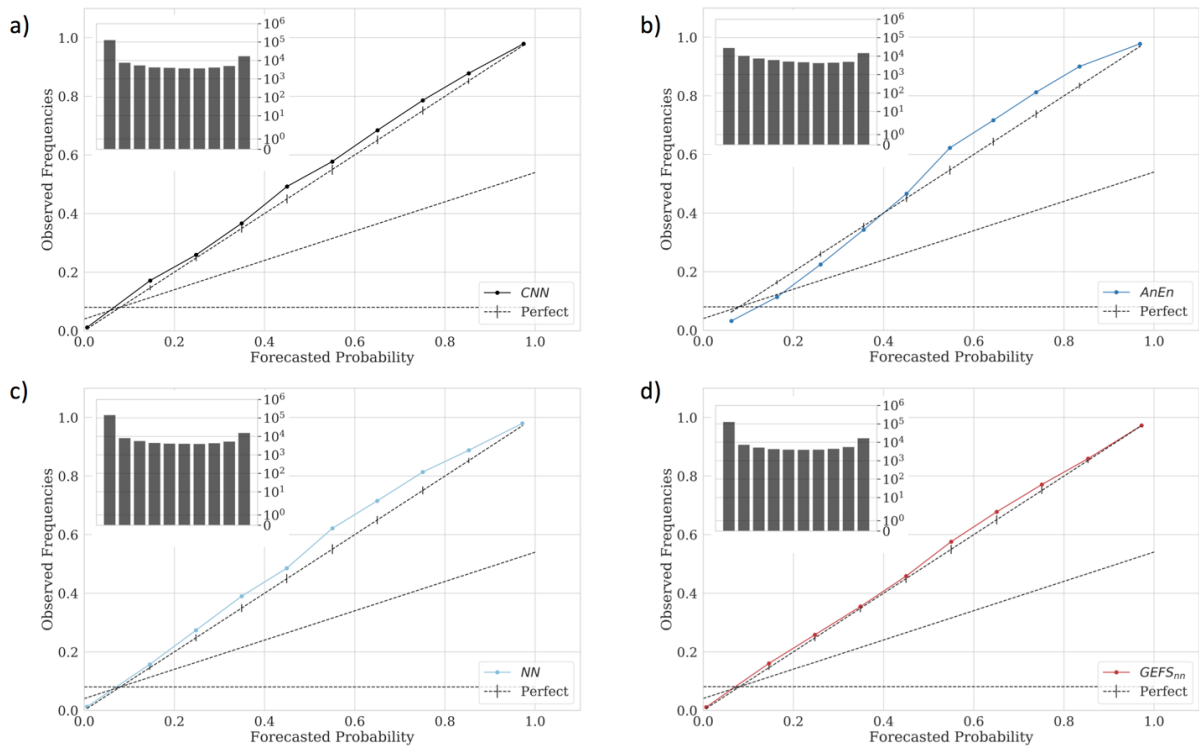 a)
10⁶
10⁵
10⁴
10³
10²
10¹
10⁰
0
1.0
0.8
0.6
0.4
0.2
0.0
Observed Frequencies
CNN
Perfect
0.0 0.2 0.4 0.6 0.8 1.0
Forecasted Probability
b)
10⁶
10⁵
10⁴
10³
10²
10¹
10⁰
0
1.0
0.8
0.6
0.4
0.2
0.0
Observed Frequencies
AnEn
Perfect
0.0 0.2 0.4 0.6 0.8 1.0
Forecasted Probability
c)
10⁶
10⁵
10⁴
10³
10²
10¹
10⁰
0
1.0
0.8
0.6
0.4
0.2
0.0
Observed Frequencies
NN
Perfect
0.0 0.2 0.4 0.6 0.8 1.0
Forecasted Probability
d)
10⁶
10⁵
10⁴
10³
10²
10¹
10⁰
0
1.0
0.8
0.6
0.4
0.2
0.0
Observed Frequencies
GEFSₙₙ
Perfect
0.0 0.2 0.4 0.6 0.8 1.0
Forecasted Probability